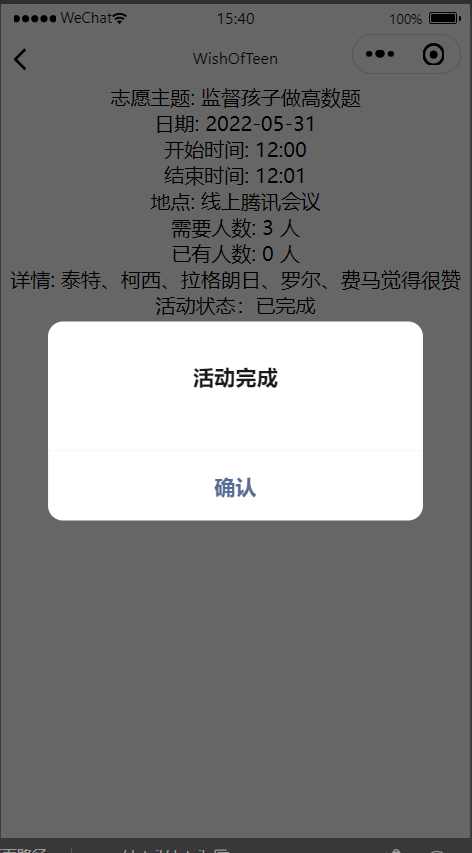 WeChat 15:40 100%
WishOfTeen
志愿主题: 监督孩子做高数题
日期: 2022-05-31
开始时间: 12:00
结束时间: 12:01
地点: 线上腾讯会议
需要人数: 3 人
已有人数: 0 人
详情: 泰特、柯西、拉格朗日、罗尔、费马觉得很赞
活动状态：已完成
活动完成
确认